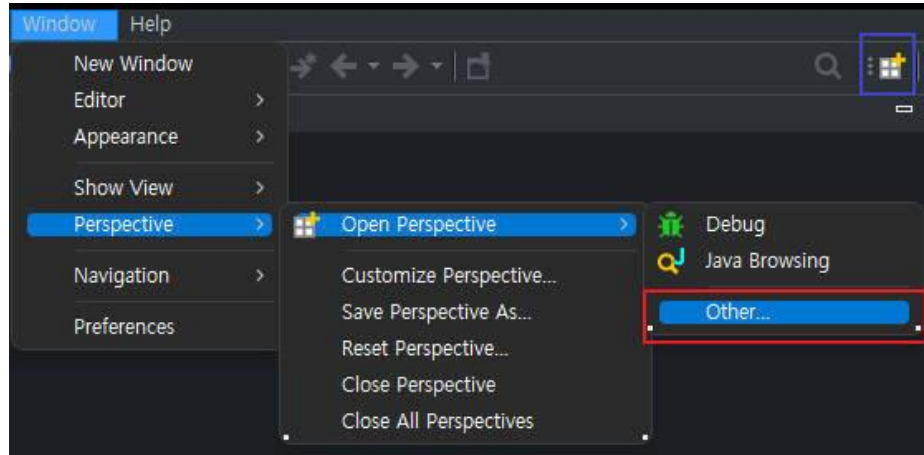 Window Help
New Window
Editor
Appearance
Show View
Perspective
Navigation
Preferences
Open Perspective
Customize Perspective...
Save Perspective As...
Reset Perspective...
Close Perspective
Close All Perspectives
Debug
Java Browsing
Other...